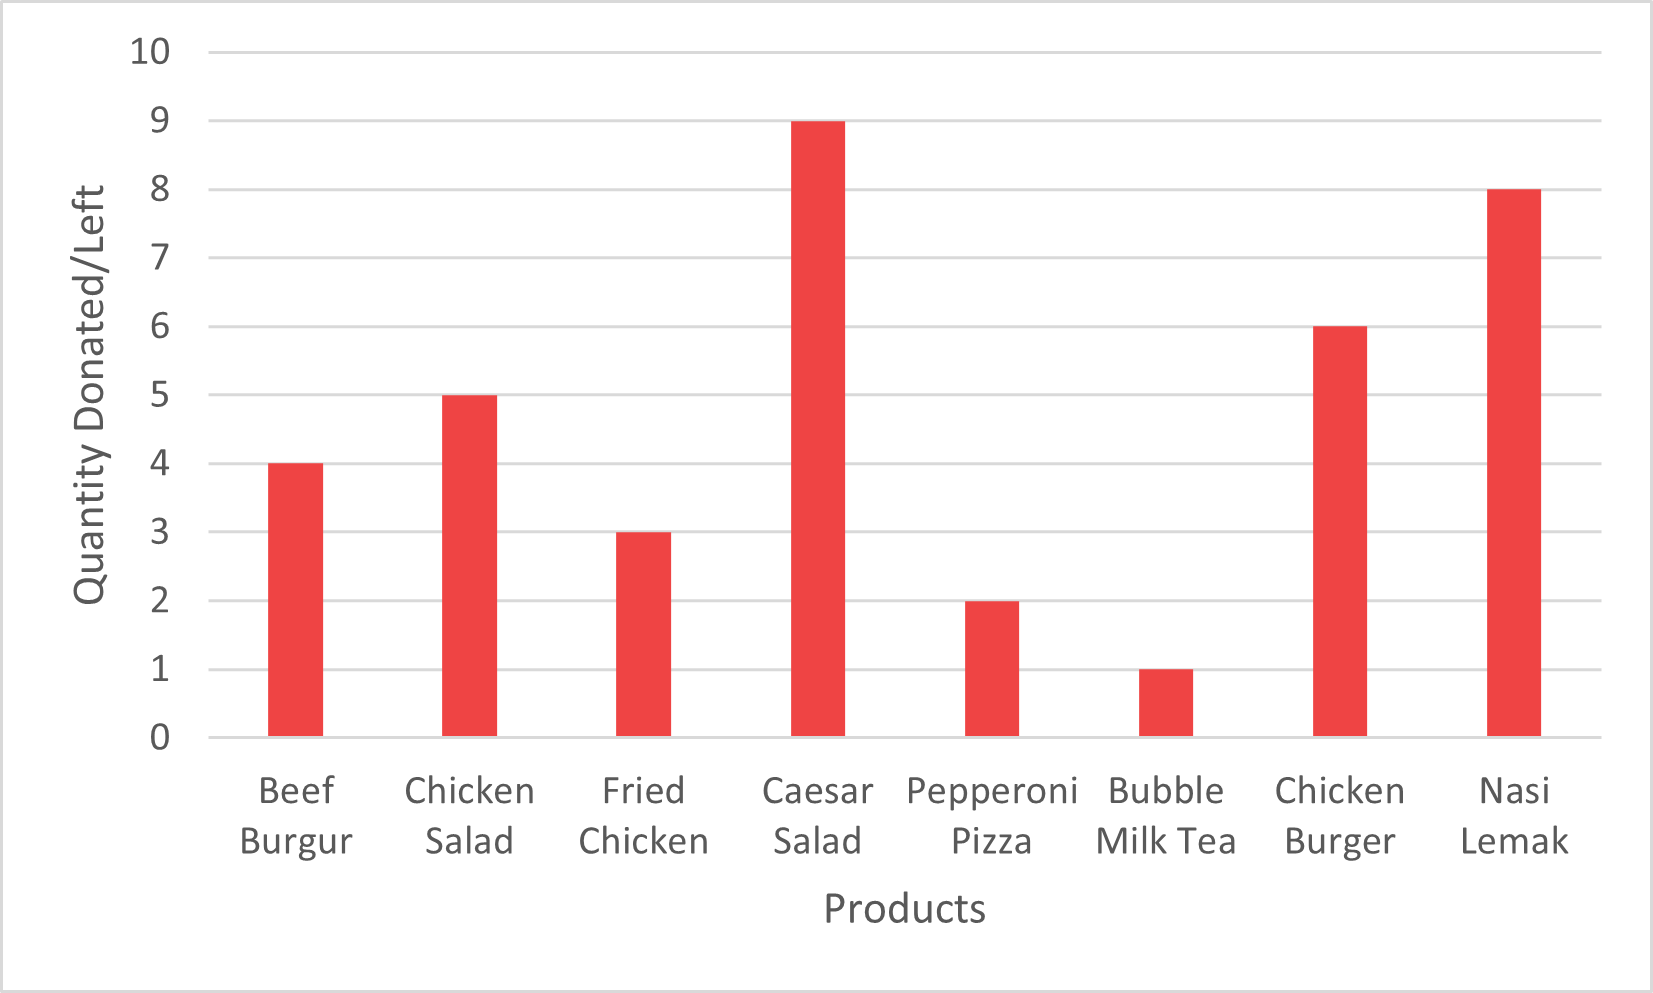 10
9
8
7
6
5
4
3
2
1
0
Quantity Donated/Left
Beef
Burgur
Chicken
Salad
Fried
Chicken
Caesar
Salad
Pepperoni
Pizza
Bubble
Milk Tea
Chicken
Burger
Nasi
Lemak
Products